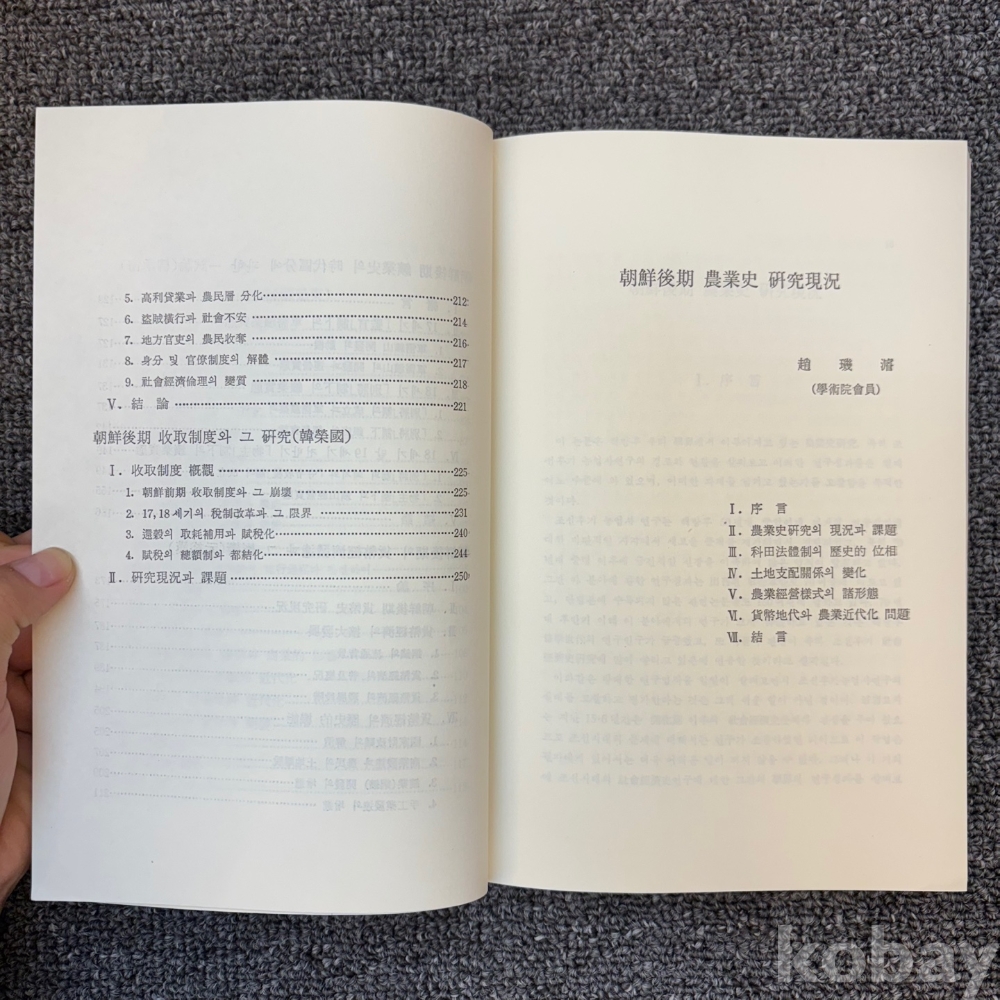 5. 高利貸業과 農民層 分化 212
6. 盜賊橫行과 社會不安 214
7. 地方官吏의 農民收奪 216
8. 身分 및 官僚制度의 解體 217
9. 社會經濟倫理의 變質 218
Ⅴ. 結 論 221
朝鮮後期 收取制度와 그 研究(韓榮國)
Ⅰ. 收取制度 槪觀 225
1. 朝鮮前期 收取制度와 그 崩壞 225
2. 17,18세기의 稅制改革과 그 限界 231
3. 還穀의 取耗補用과 賦稅化 240
4. 賦稅의 總額制와 都結化 244
Ⅱ. 研究現況과 課題 250
朝鮮後期 農業史 研究現況
趙 璣 濬
(學術院會員)
Ⅰ. 序 言
Ⅱ. 農業史研究의 現況과 課題
Ⅲ. 科田法體制의 歷史的 位相
Ⅳ. 土地支配關係의 變化
Ⅴ. 農業經營樣式의 諸形態
Ⅵ. 貨幣地代와 農業近代化 問題
Ⅶ. 結 言
kobay